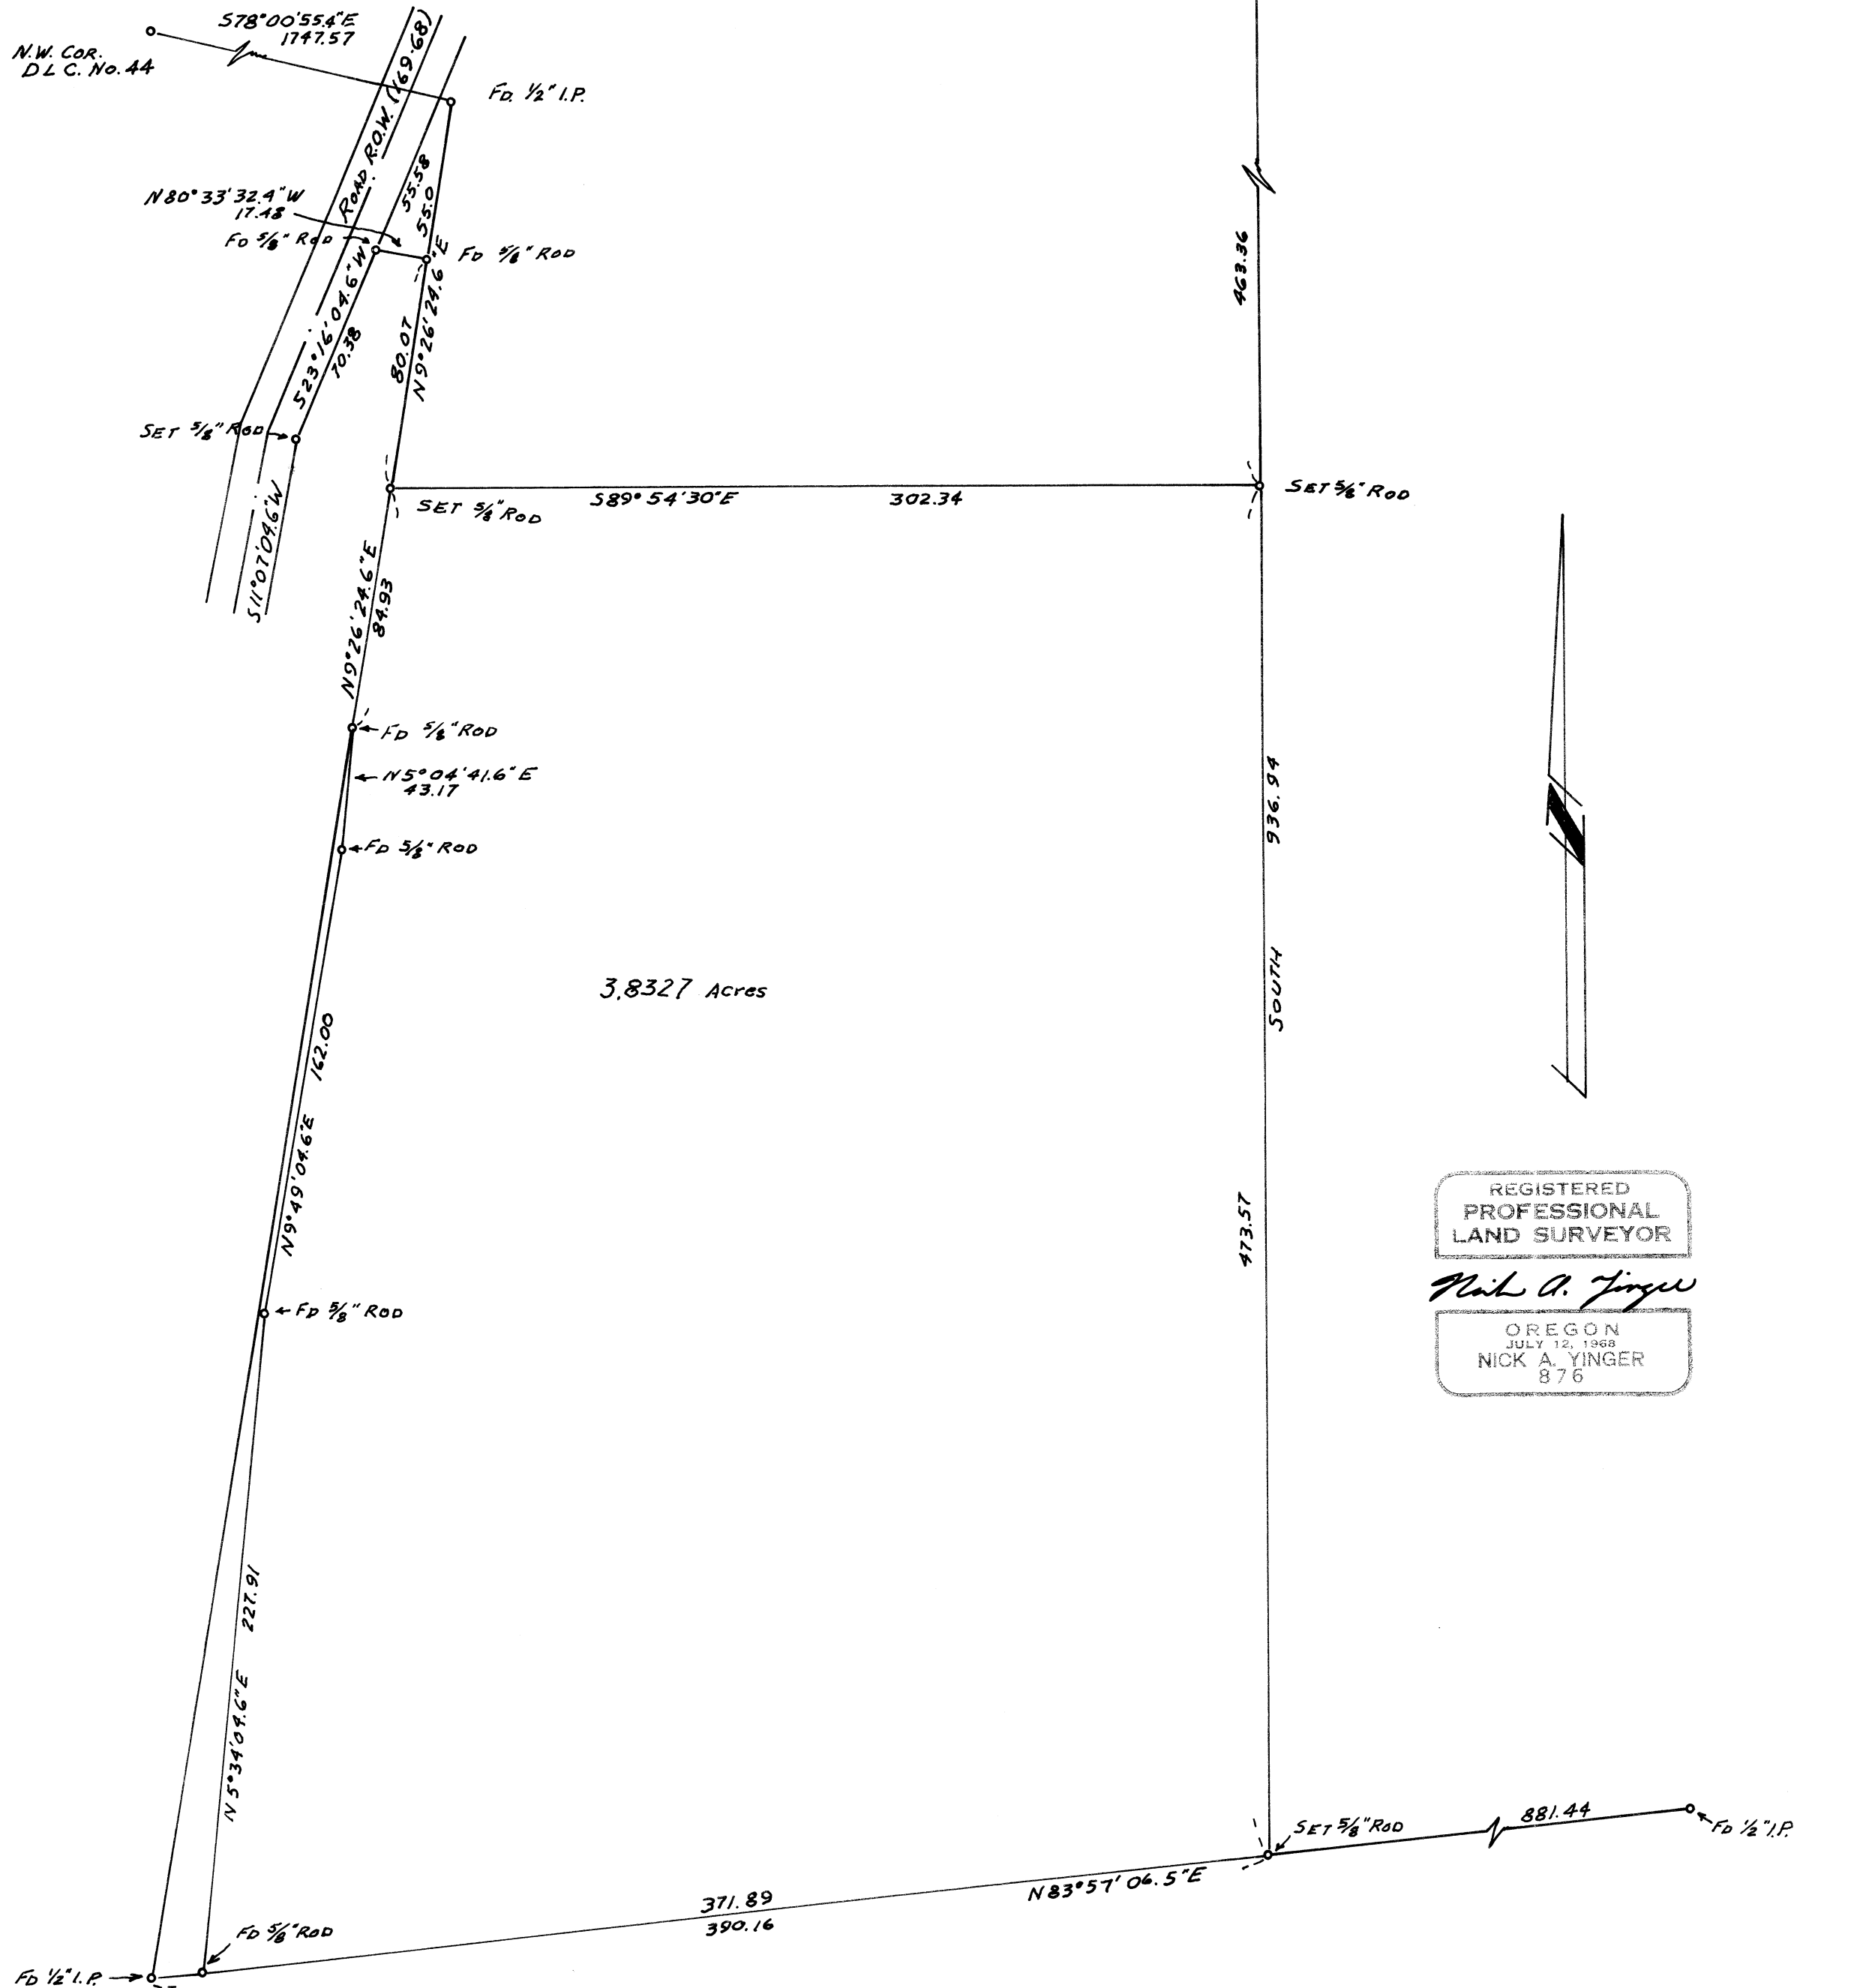 S78°00'55.4"E
1747.57
N.W. COR.
D L C. No. 44
ROAD R.O.W. (169.68)
FD. 1/2" I.P.
55.58
55.0
N80°33'32.4"W
17.48
FD 5/8" ROD
FD 5/8" ROD
S23°16'04.6"W
70.38
80.07
N9°26'24.6"E
463.36
SET 5/8" ROD
S11°07'04.6"W
SET 5/8" ROD
S89°54'30"E 302.34
SET 5/8" ROD
N9°26'24.6"E
84.93
FD 5/8" ROD
N5°04'41.6"E
43.17
FD 5/8" ROD
936.94
SOUTH
3.8327 Acres
N9°49'04.6"E 162.00
473.57
REGISTERED
PROFESSIONAL
LAND SURVEYOR
Nick A. Yinger
OREGON
JULY 12, 1968
NICK A. YINGER
876
FD 5/8" ROD
N5°34'04.6"E 227.91
SET 5/8" ROD
881.44
FD 1/2" I.P.
371.89
390.16
N83°57'06.5"E
FD 5/8" ROD
FD 1/2" I.P.